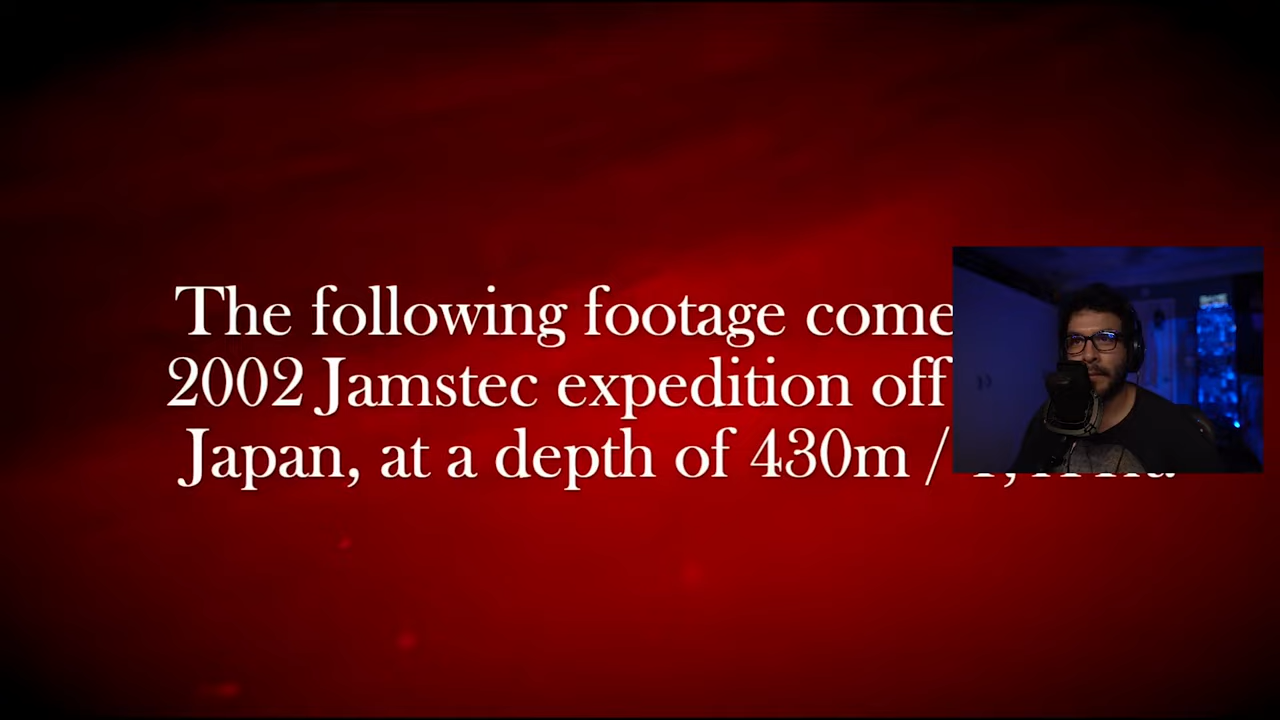 The following footage come
2002 Jamstec expedition off
Japan, at a depth of 430m /